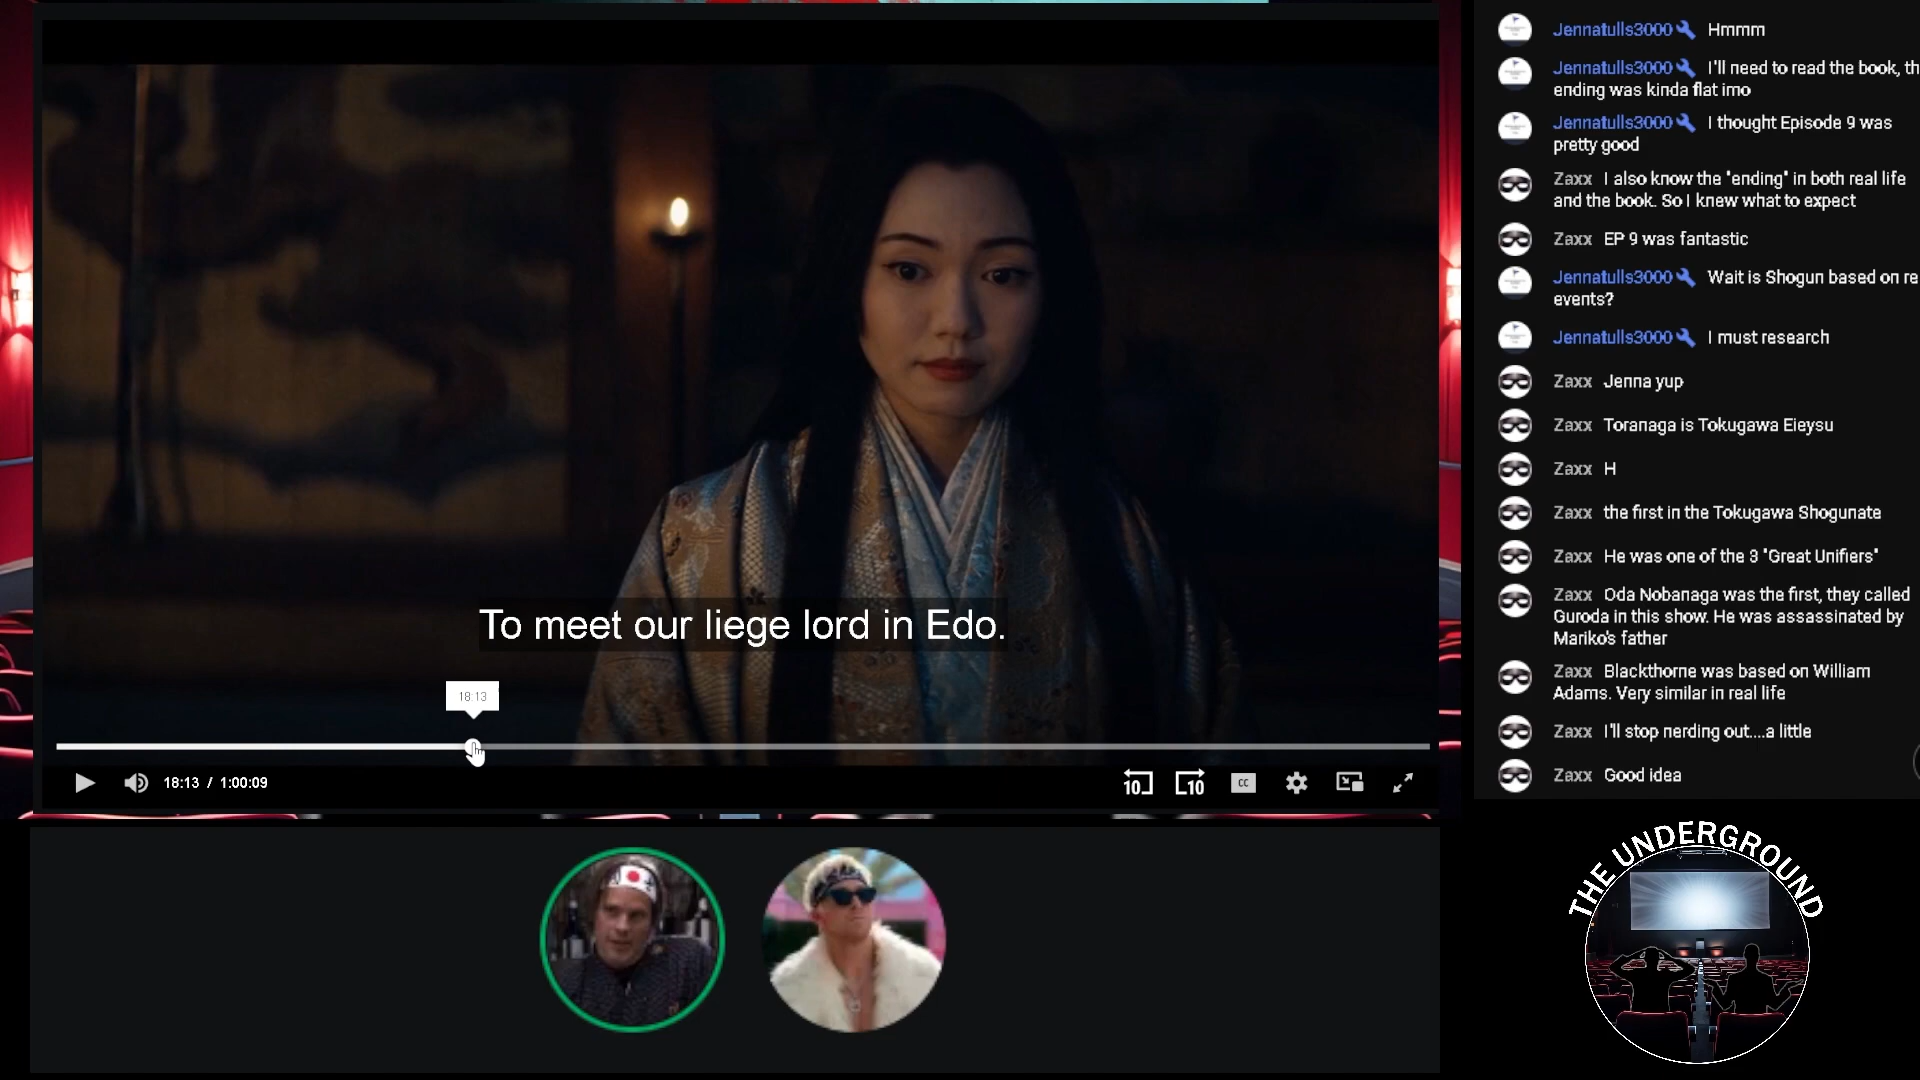 To meet our liege lord in Edo.
18:13
18:13 / 1:00:09
10
10
CC
Jennatulls3000 Hmmm
Jennatulls3000 I'll need to read the book, th
ending was kinda flat imo
Jennatulls3000 I thought Episode 9 was
pretty good
Zaxx I also know the "ending" in both real life
and the book. So I knew what to expect
Zaxx EP 9 was fantastic
Jennatulls3000 Wait is Shogun based on re
events?
Jennatulls3000 I must research
Zaxx Jenna yup
Zaxx Toranaga is Tokugawa Eieysu
Zaxx H
Zaxx the first in the Tokugawa Shogunate
Zaxx He was one of the 3 "Great Unifiers"
Zaxx Oda Nobanaga was the first, they called
Guroda in this show. He was assassinated by
Mariko's father
Zaxx Blackthorne was based on William
Adams. Very similar in real life
Zaxx I'll stop nerding out....a little
Zaxx Good idea
THE UNDERGROUND